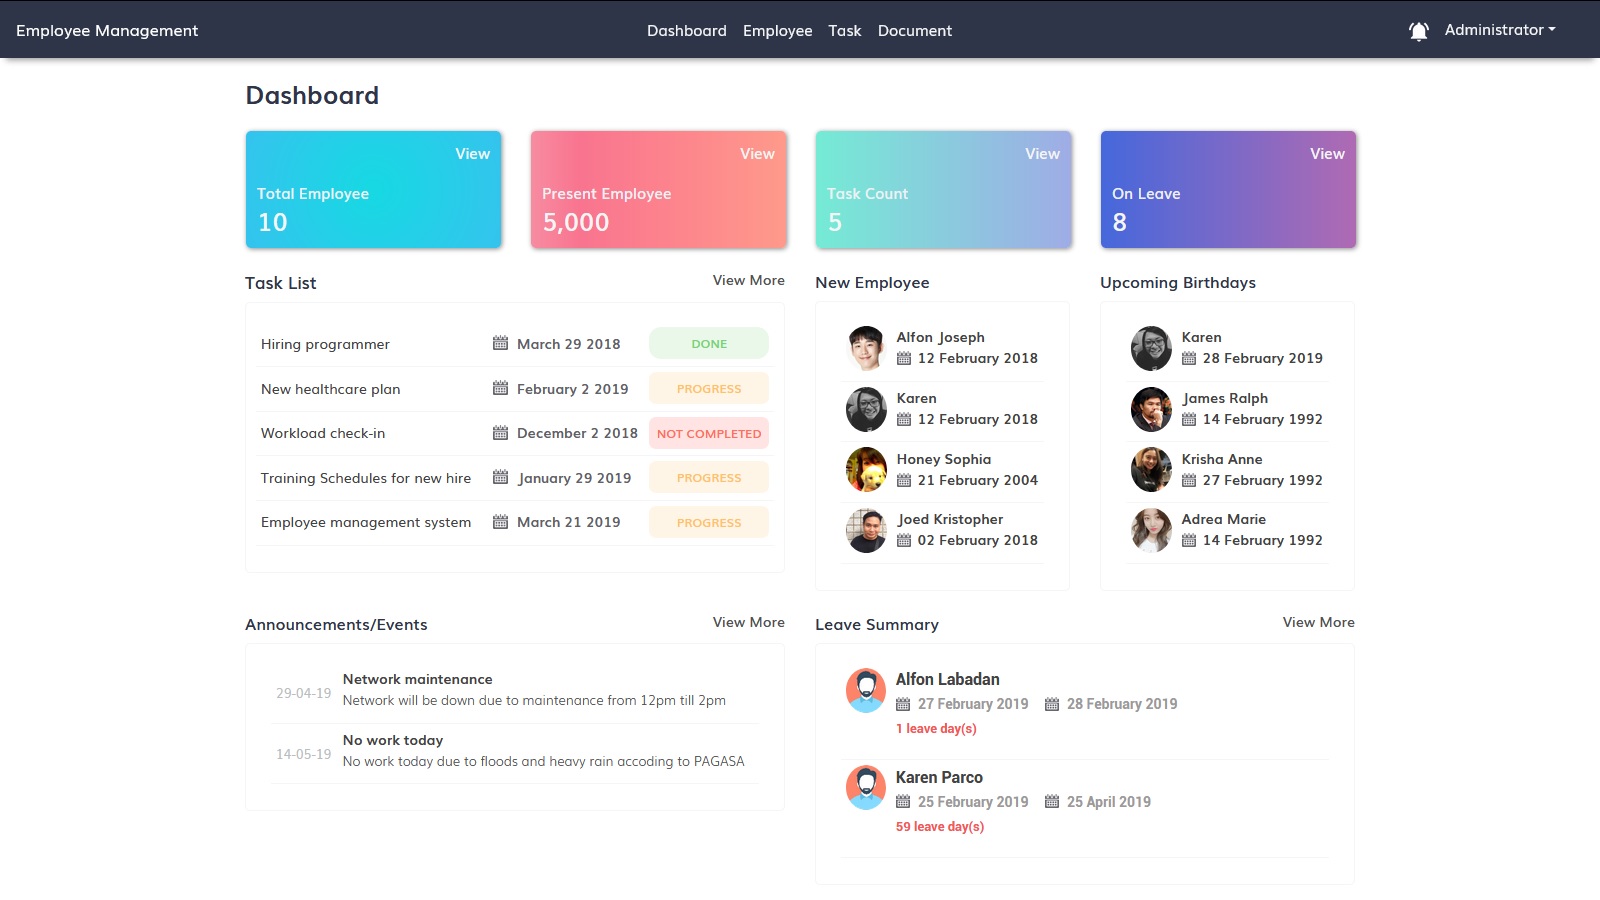 Employee Management
Dashboard Employee Task Document
Administrator
Dashboard
View
Total Employee
10
View
Present Employee
5,000
View
Task Count
5
View
On Leave
8
Task List View More
Hiring programmer March 29 2018 DONE
New healthcare plan February 2 2019 PROGRESS
Workload check-in December 2 2018 NOT COMPLETED
Training Schedules for new hire January 29 2019 PROGRESS
Employee management system March 21 2019 PROGRESS
New Employee
Alfon Joseph
12 February 2018
Karen
12 February 2018
Honey Sophia
21 February 2004
Joed Kristopher
02 February 2018
Upcoming Birthdays
Karen
28 February 2019
James Ralph
14 February 1992
Krisha Anne
27 February 1992
Adrea Marie
14 February 1992
Announcements/Events View More
29-04-19
Network maintenance
Network will be down due to maintenance from 12pm till 2pm
14-05-19
No work today
No work today due to floods and heavy rain accoding to PAGASA
Leave Summary View More
Alfon Labadan
27 February 2019 28 February 2019
1 leave day(s)
Karen Parco
25 February 2019 25 April 2019
59 leave day(s)